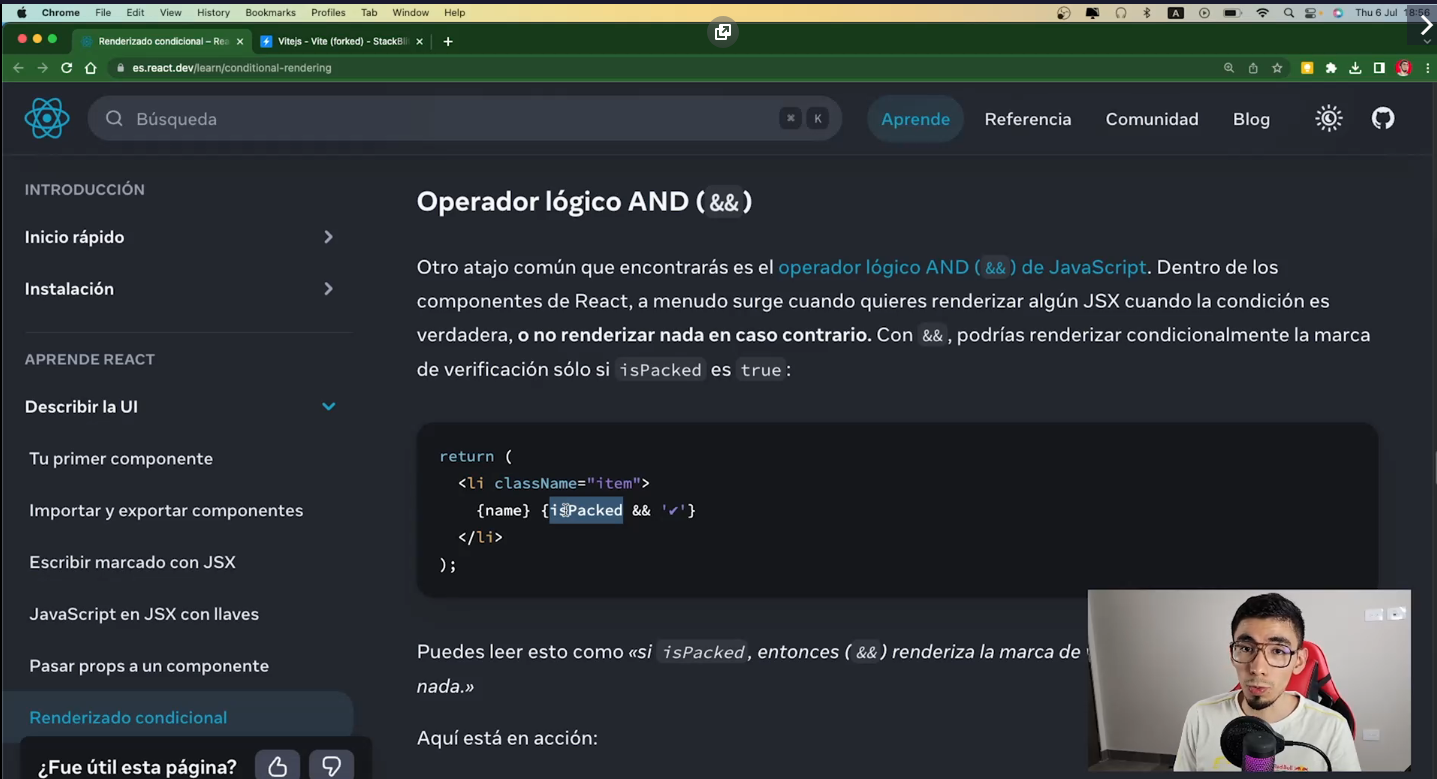 Chrome File Edit View History Bookmarks Profiles Tab Window Help A Thu 6 Jul 18:56
Renderizado condicional – Rea
Vitejs - Vite (forked) - StackBli
es.react.dev/learn/conditional-rendering
Búsqueda
⌘ K
Aprende
Referencia
Comunidad
Blog
INTRODUCCIÓN
Inicio rápido
Instalación
APRENDE REACT
Describir la UI
Tu primer componente
Importar y exportar componentes
Escribir marcado con JSX
JavaScript en JSX con llaves
Pasar props a un componente
Renderizado condicional
¿Fue útil esta página?
Operador lógico AND (&&)
Otro atajo común que encontrarás es el operador lógico AND (&&) de JavaScript. Dentro de los
componentes de React, a menudo surge cuando quieres renderizar algún JSX cuando la condición es
verdadera, o no renderizar nada en caso contrario. Con &&, podrías renderizar condicionalmente la marca
de verificación sólo si isPacked es true:
return (
<li className="item">
{name} {isPacked && '✔'}
</li>
);
Puedes leer esto como «si isPacked, entonces (&&) renderiza la marca de
nada.»
Aquí está en acción: